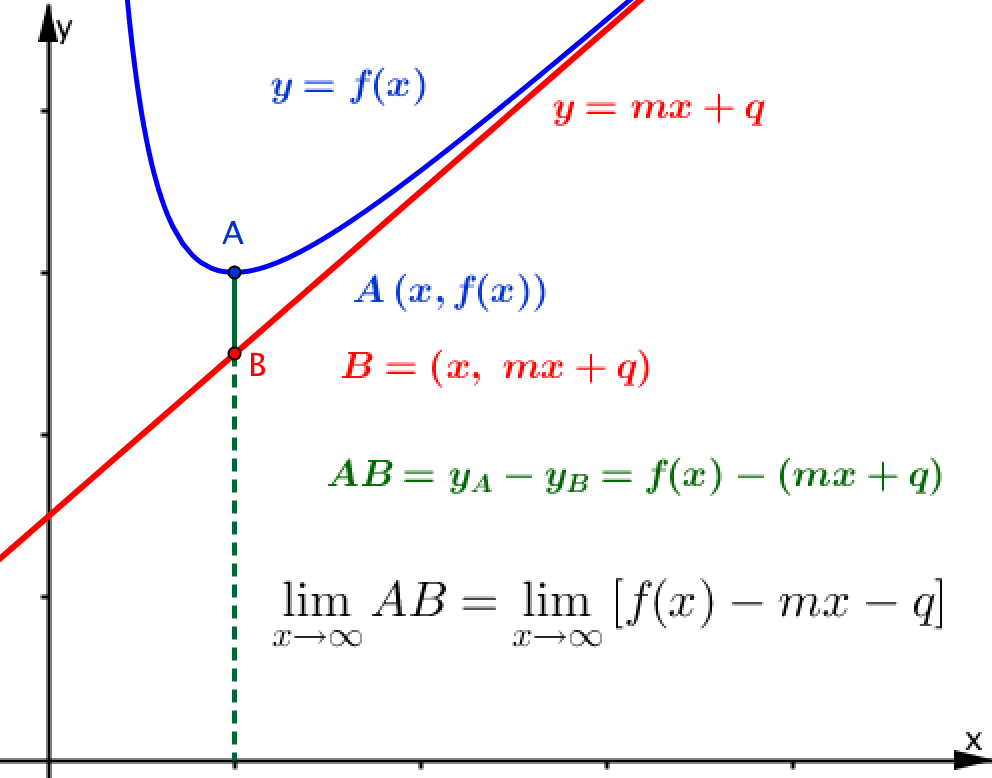 y
y = f(x)
y = mx + q
A
A (x, f(x))
B
B = (x, mx + q)
AB = y_A − y_B = f(x) − (mx + q)
lim_{x→∞} AB = lim_{x→∞} [f(x) − mx − q]
x